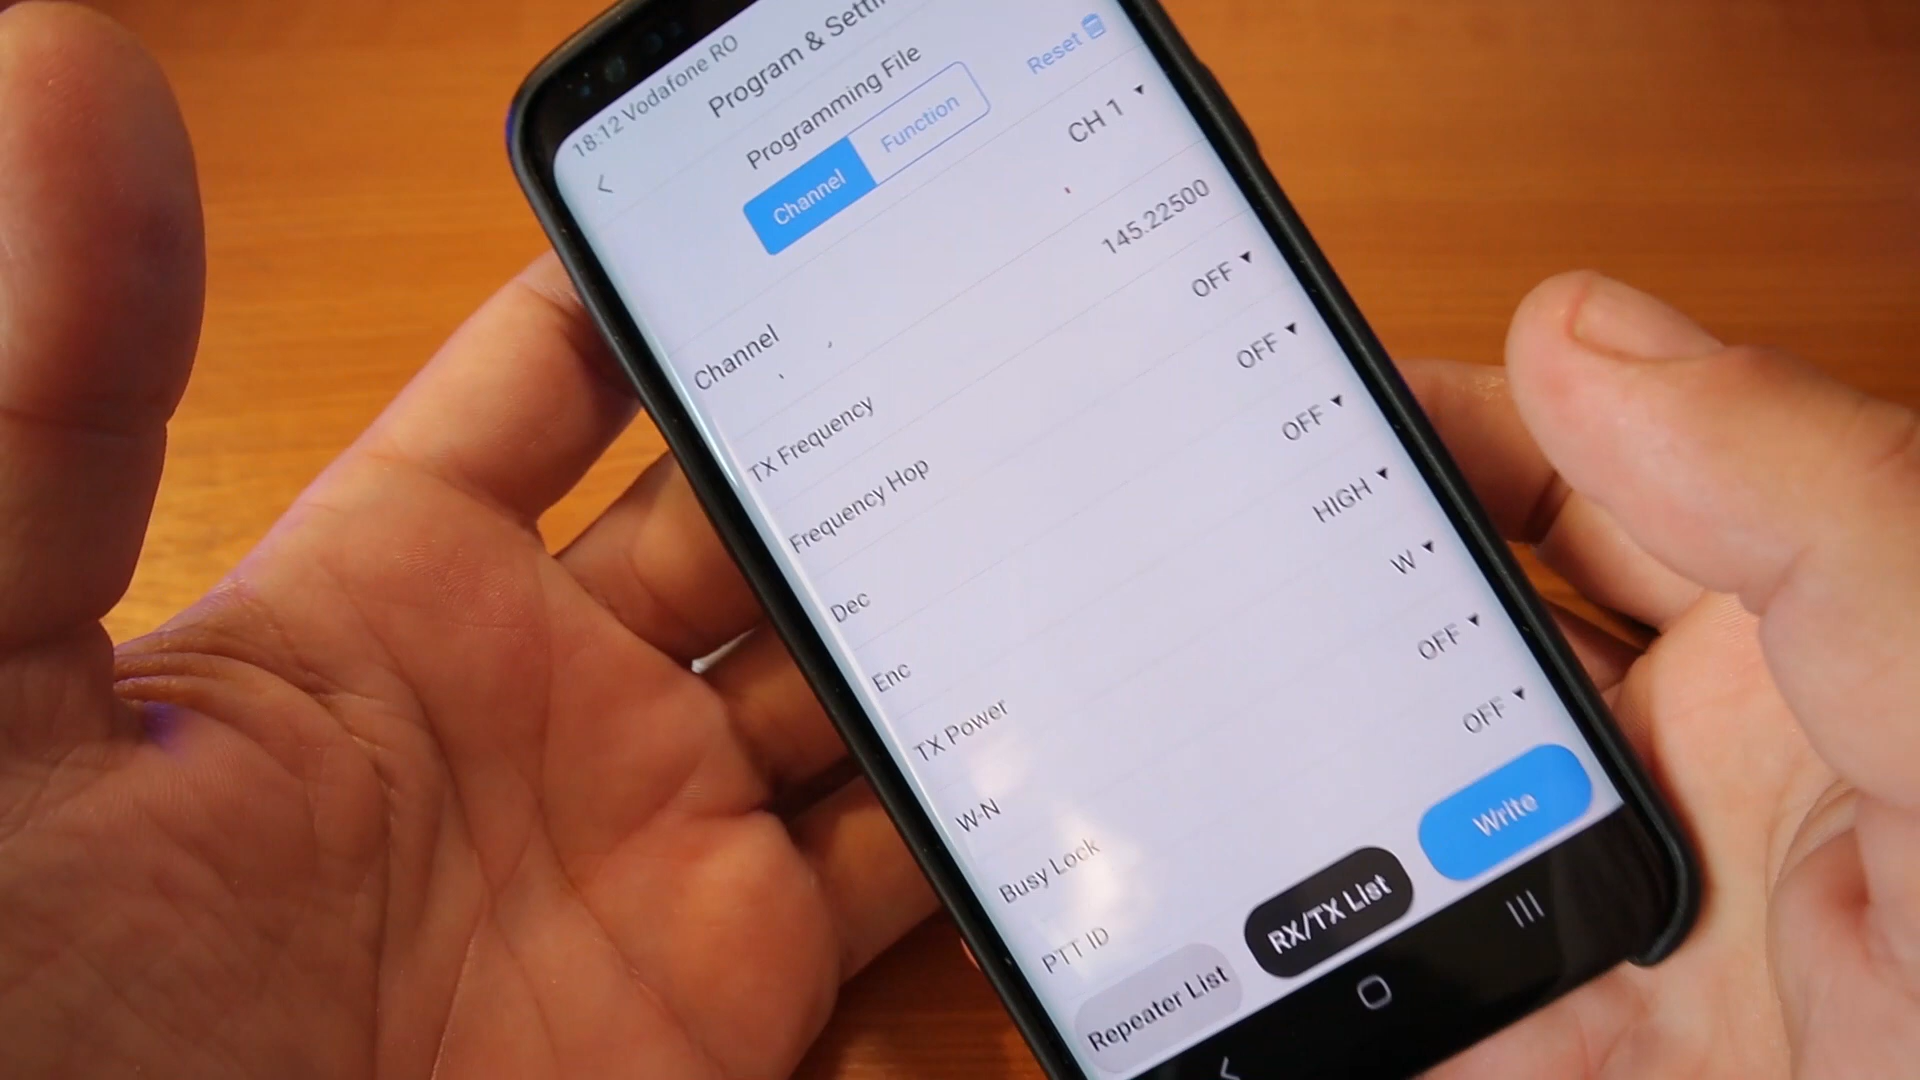 18:12 Vodafone RO
Program & Setti
Programming File
Reset
Channel Function
Channel CH 1
TX Frequency 145.22500
Frequency Hop OFF
Dec OFF
Enc OFF
TX Power HIGH
W-N W
Busy Lock OFF
PTT ID OFF
Repeater List RX/TX List Write